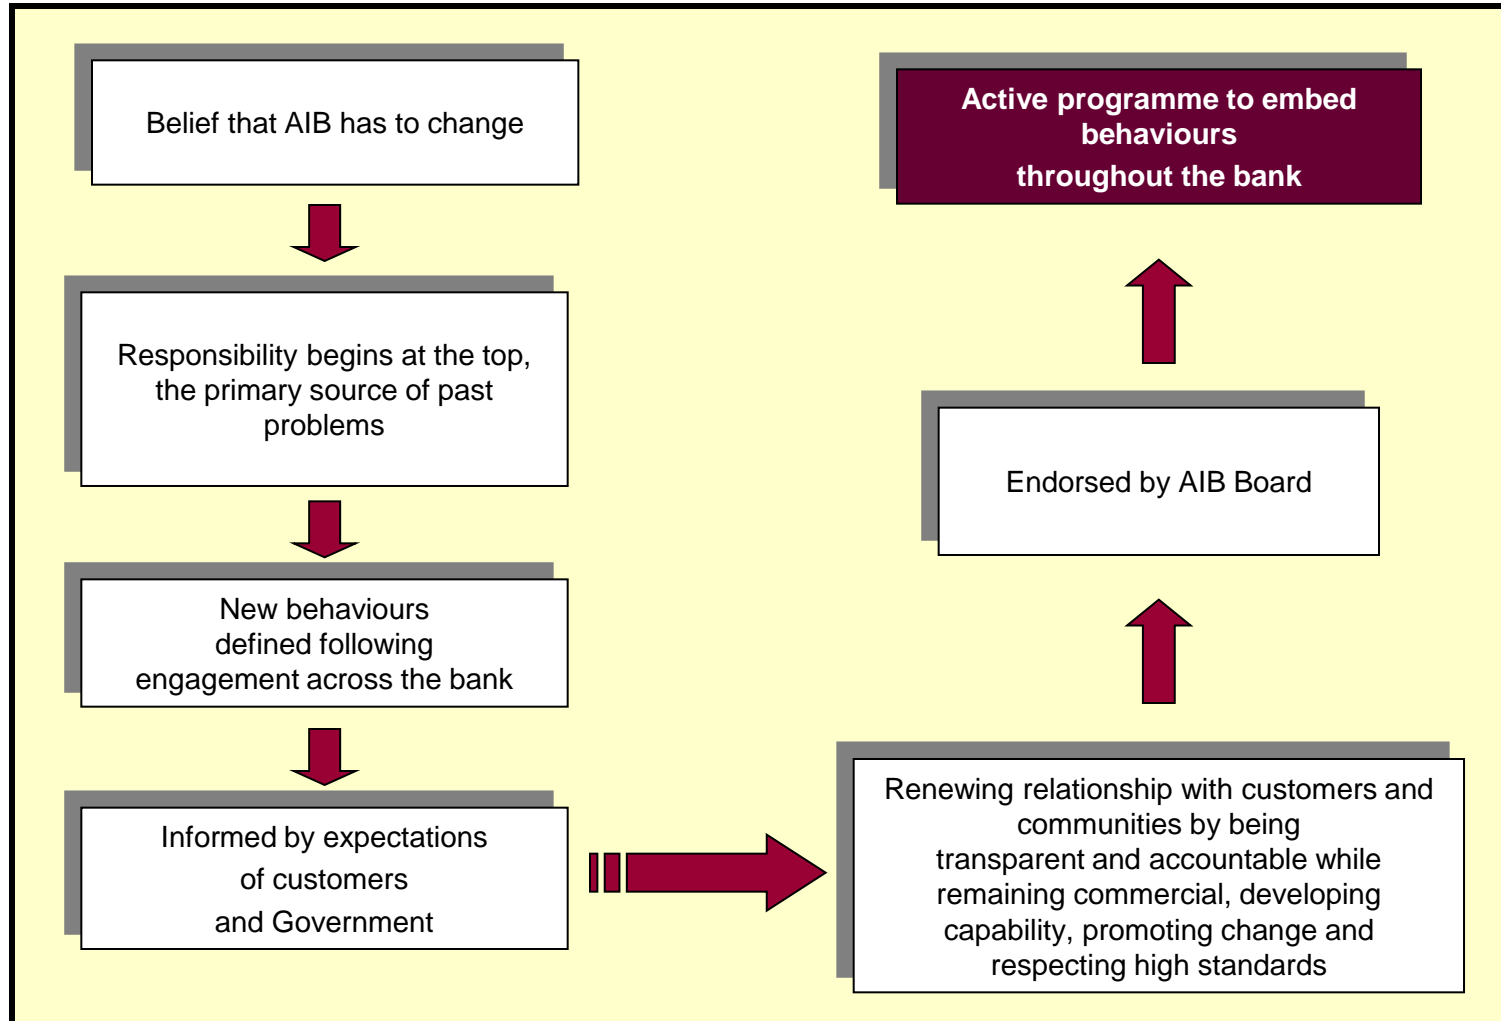 Belief that AIB has to change
Responsibility begins at the top,
the primary source of past
problems
New behaviours
defined following
engagement across the bank
Informed by expectations
of customers
and Government
Renewing relationship with customers and
communities by being
transparent and accountable while
remaining commercial, developing
capability, promoting change and
respecting high standards
Endorsed by AIB Board
Active programme to embed
behaviours
throughout the bank